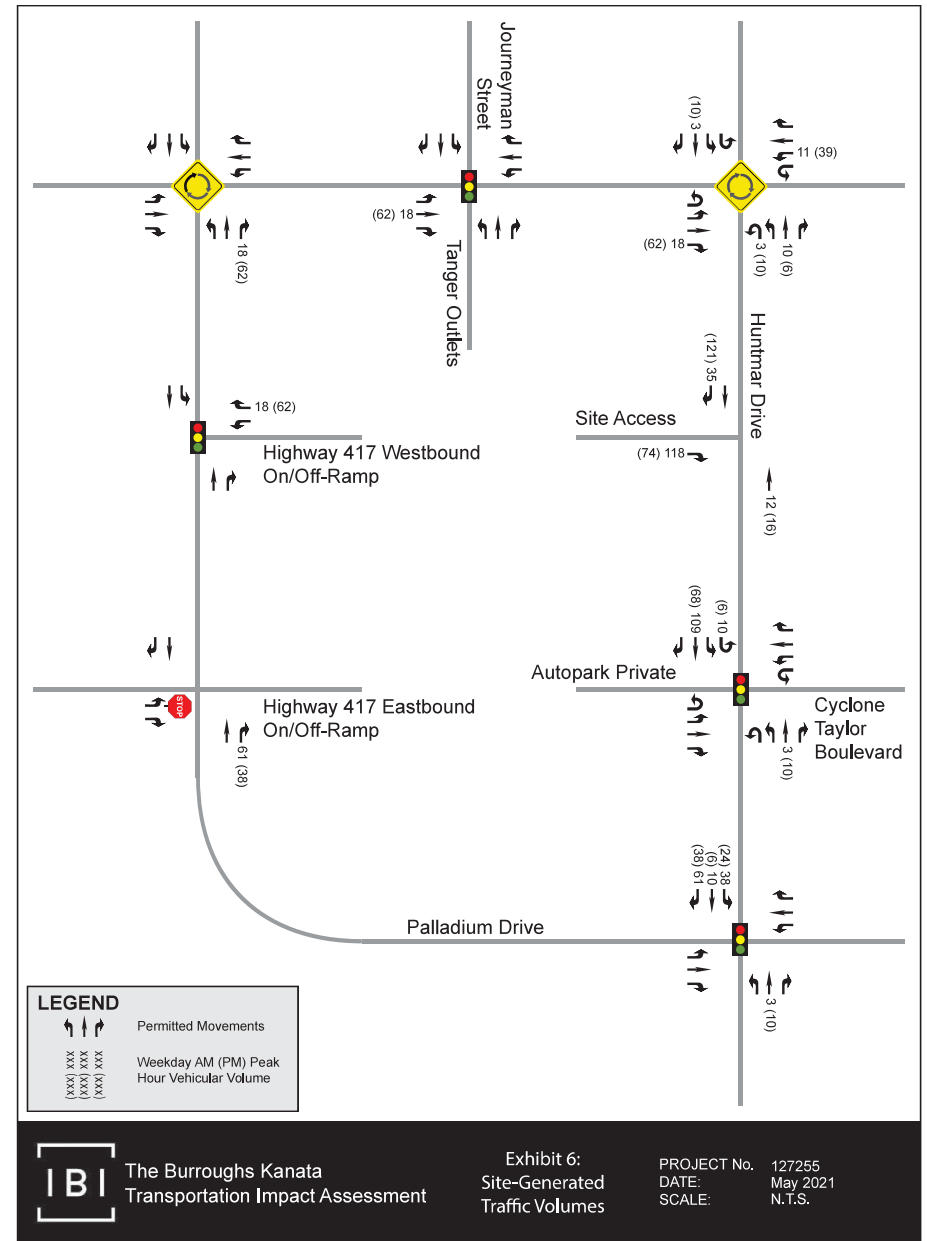 Journeyman
Street
(10) 3
11 (39)
(62) 18
18 (62)
(62) 18
3 (10)
10 (6)
Tanger Outlets
Huntmar Drive
(121) 35
18 (62)
Site Access
Highway 417 Westbound
On/Off-Ramp
(74) 118
12 (16)
(68) 109
(6) 10
Autopark Private
STOP
Highway 417 Eastbound
On/Off-Ramp
Cyclone
Taylor
Boulevard
61 (38)
3 (10)
(38) 61
(6) 10
(24) 38
Palladium Drive
3 (10)
LEGEND
Permitted Movements
XXX (XXX)
XXX (XXX)
XXX (XXX)
Weekday AM (PM) Peak
Hour Vehicular Volume
IBI
The Burroughs Kanata
Transportation Impact Assessment
Exhibit 6:
Site-Generated
Traffic Volumes
PROJECT No. 127255
DATE: May 2021
SCALE: N.T.S.